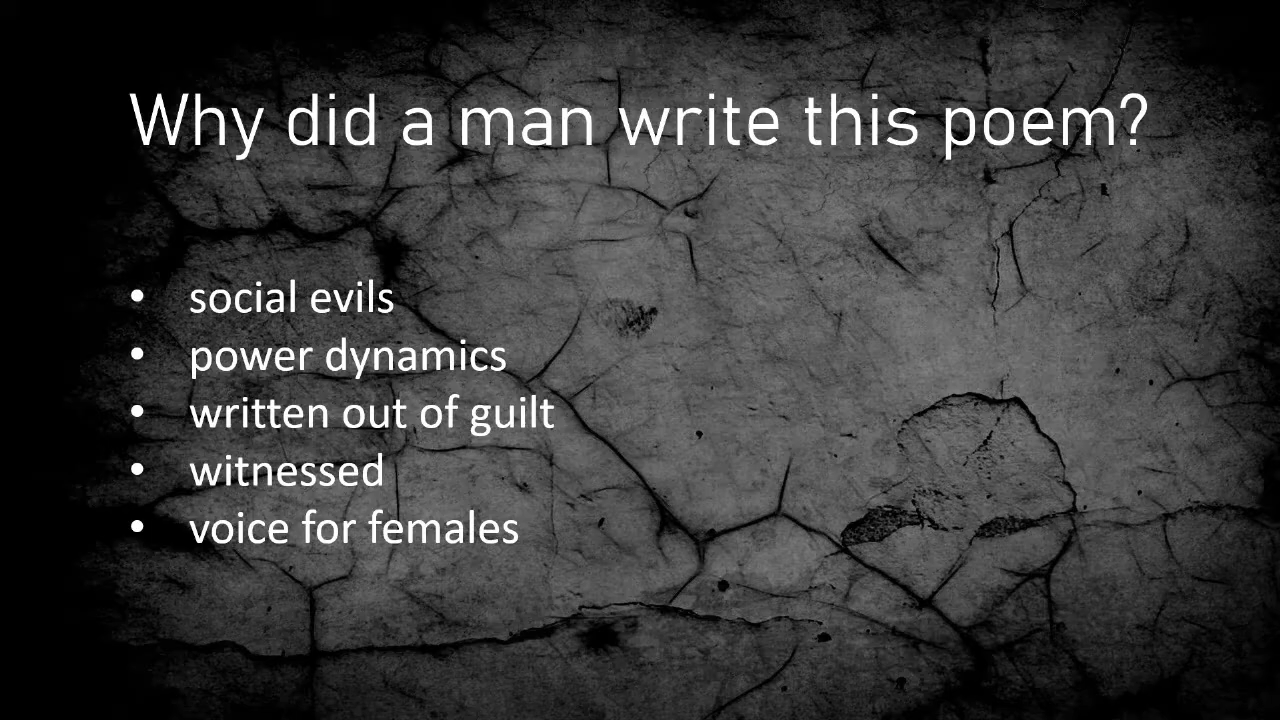 Why did a man write this poem?
• social evils
• power dynamics
• written out of guilt
• witnessed
• voice for females